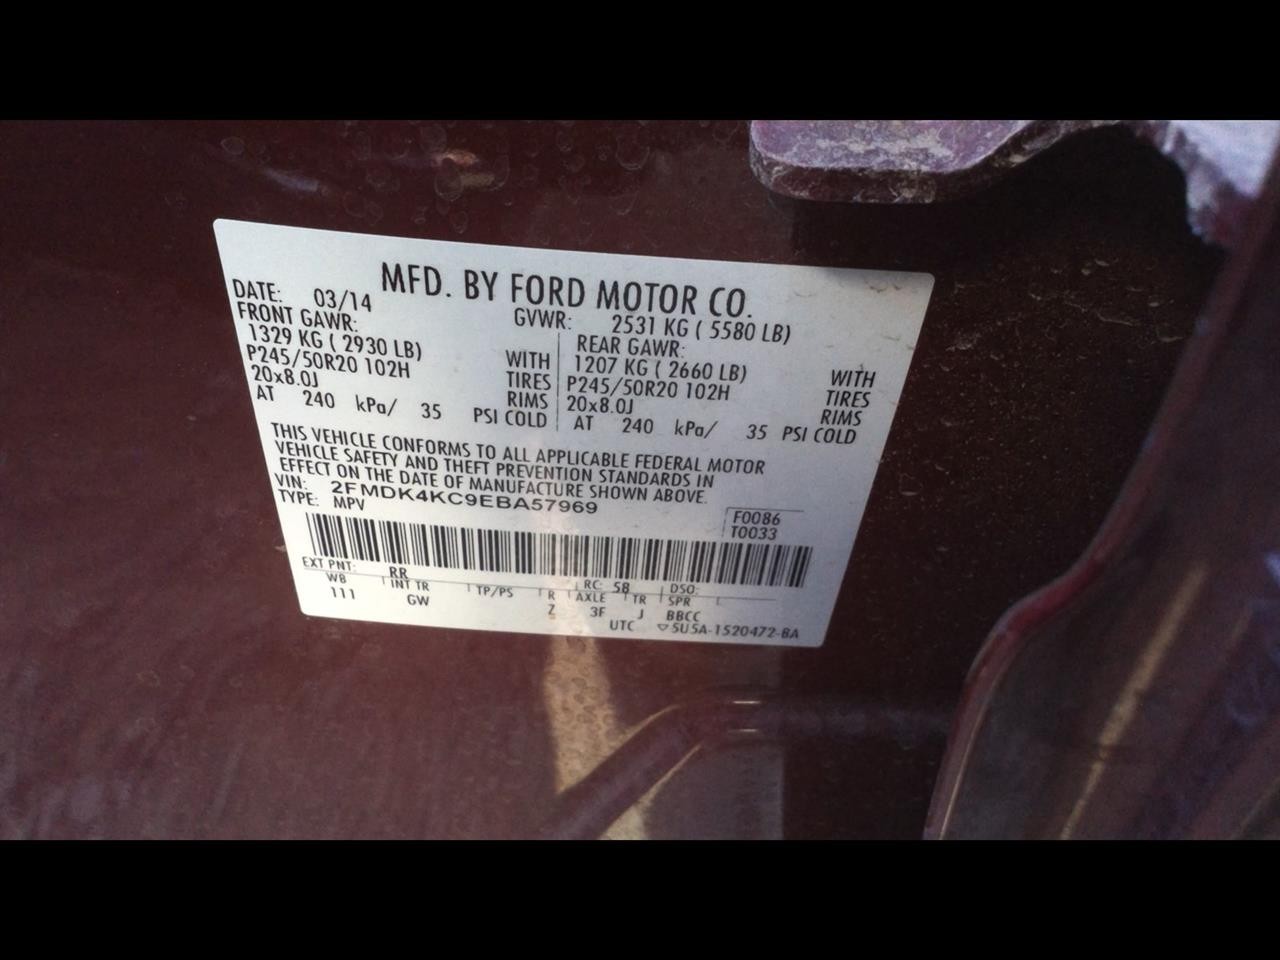 MFD. BY FORD MOTOR CO.
DATE: 03/14 GVWR: 2531 KG ( 5580 LB)
FRONT GAWR: REAR GAWR:
1329 KG ( 2930 LB) WITH 1207 KG ( 2660 LB) WITH
P245/50R20 102H TIRES P245/50R20 102H TIRES
20x8.0J RIMS 20x8.0J RIMS
AT 240 kPa/ 35 PSI COLD AT 240 kPa/ 35 PSI COLD
THIS VEHICLE CONFORMS TO ALL APPLICABLE FEDERAL MOTOR
VEHICLE SAFETY AND THEFT PREVENTION STANDARDS IN
EFFECT ON THE DATE OF MANUFACTURE SHOWN ABOVE.
VIN: 2FMDK4KC9EBA57969
TYPE: MPV F0086
T0033
EXT PNT: RR RC: 58 DSO:
WB INT TR TP/PS R AXLE TR SPR
111 GW Z 3F J BBCC
UTC ▽5U5A-1520472-BA